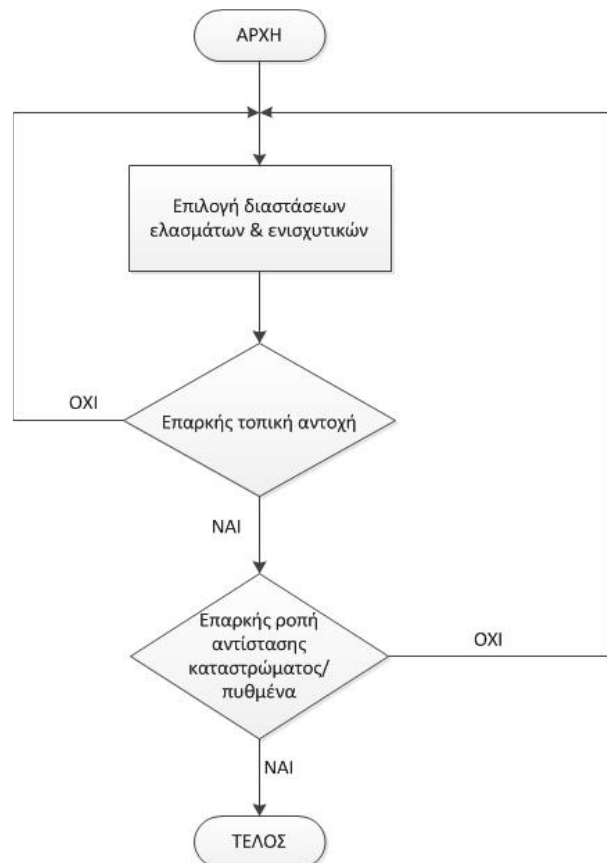 ΑΡΧΗ
Επιλογή διαστάσεων
ελασμάτων & ενισχυτικών
ΟΧΙ
Επαρκής τοπική αντοχή
ΝΑΙ
Επαρκής ροπή
αντίστασης
καταστρώματος/
πυθμένα
ΟΧΙ
ΝΑΙ
ΤΕΛΟΣ